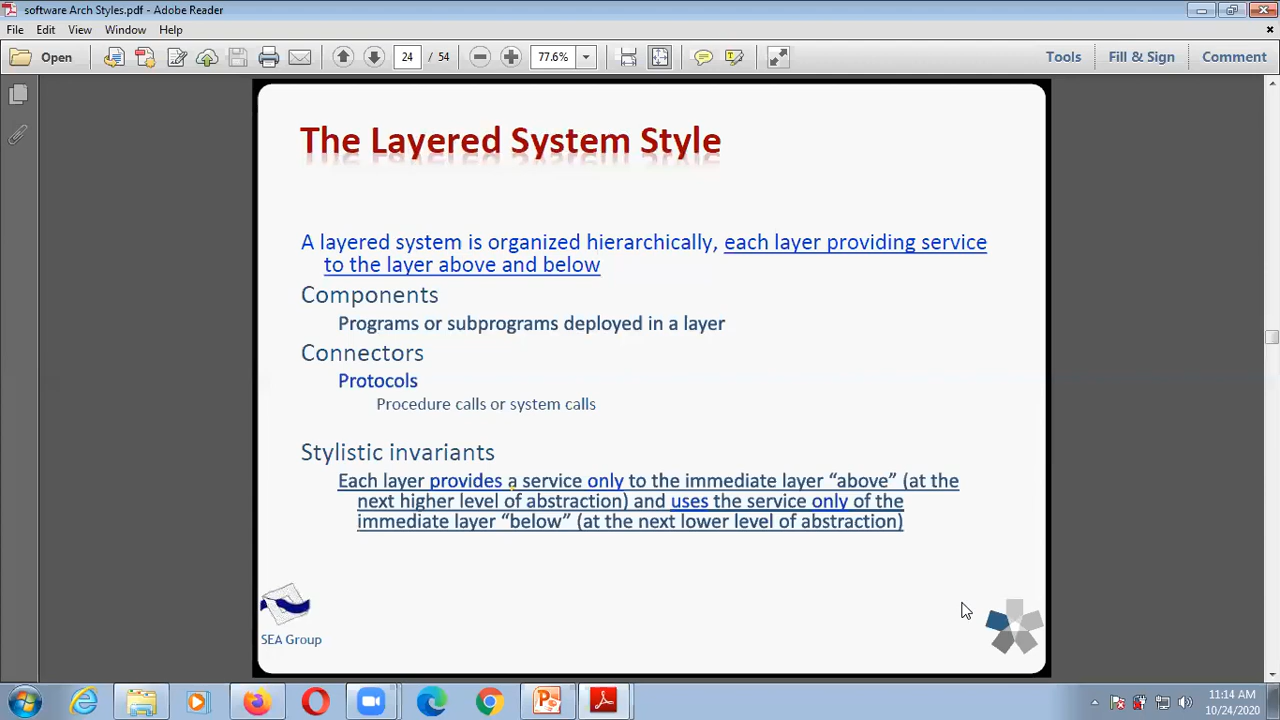 software Arch Styles.pdf - Adobe Reader
File Edit View Window Help
Open 24 / 54 77.6% Tools Fill & Sign Comment
The Layered System Style
A layered system is organized hierarchically, each layer providing service
to the layer above and below
Components
Programs or subprograms deployed in a layer
Connectors
Protocols
Procedure calls or system calls
Stylistic invariants
Each layer provides a service only to the immediate layer “above” (at the
next higher level of abstraction) and uses the service only of the
immediate layer “below” (at the next lower level of abstraction)
SEA Group
11:14 AM
10/24/2020